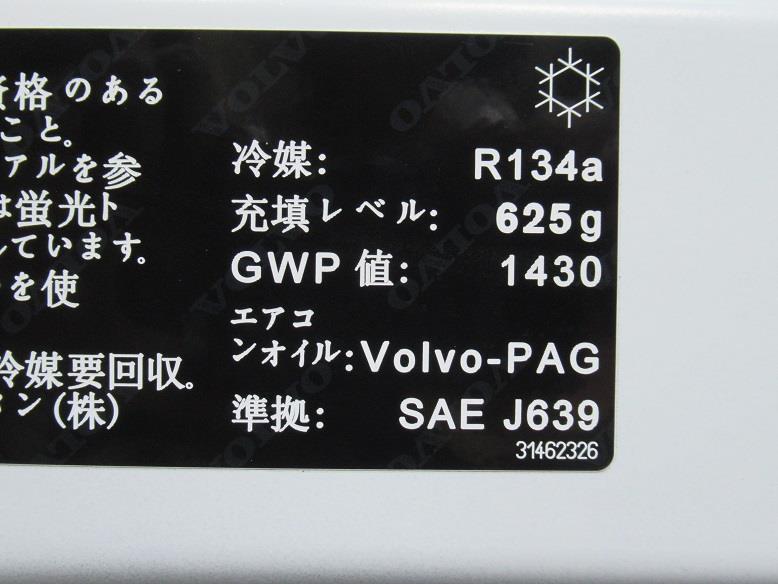 資格のある
こと。
アルを参
は蛍光ト
しています。
を使
冷媒要回収。
ン(株)
冷媒: R134a
充填レベル: 625g
GWP 値: 1430
エアコ
ンオイル: Volvo-PAG
準拠: SAE J639
31462326